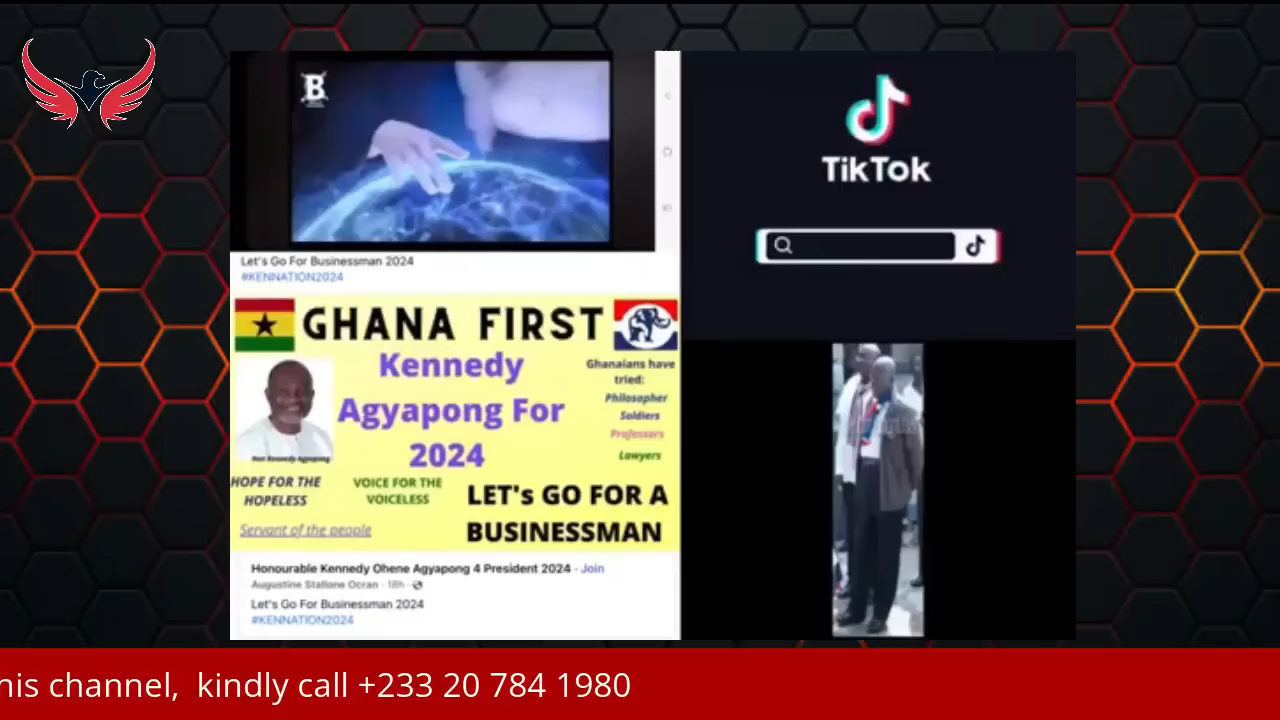 B
Let's Go For Businessman 2024
#KENNATION2024
GHANA FIRST
Kennedy
Agyapong For
2024
Ghanaians have
tried:
Philosopher
Soldiers
Professors
Lawyers
Hon Kennedy Agyapong
HOPE FOR THE
HOPELESS
VOICE FOR THE
VOICELESS
Servant of the people
LET's GO FOR A
BUSINESSMAN
Honourable Kennedy Ohene Agyapong 4 President 2024 · Join
Augustine Stallone Ocran · 18h ·
Let's Go For Businessman 2024
#KENNATION2024
TikTok
his channel, kindly call +233 20 784 1980